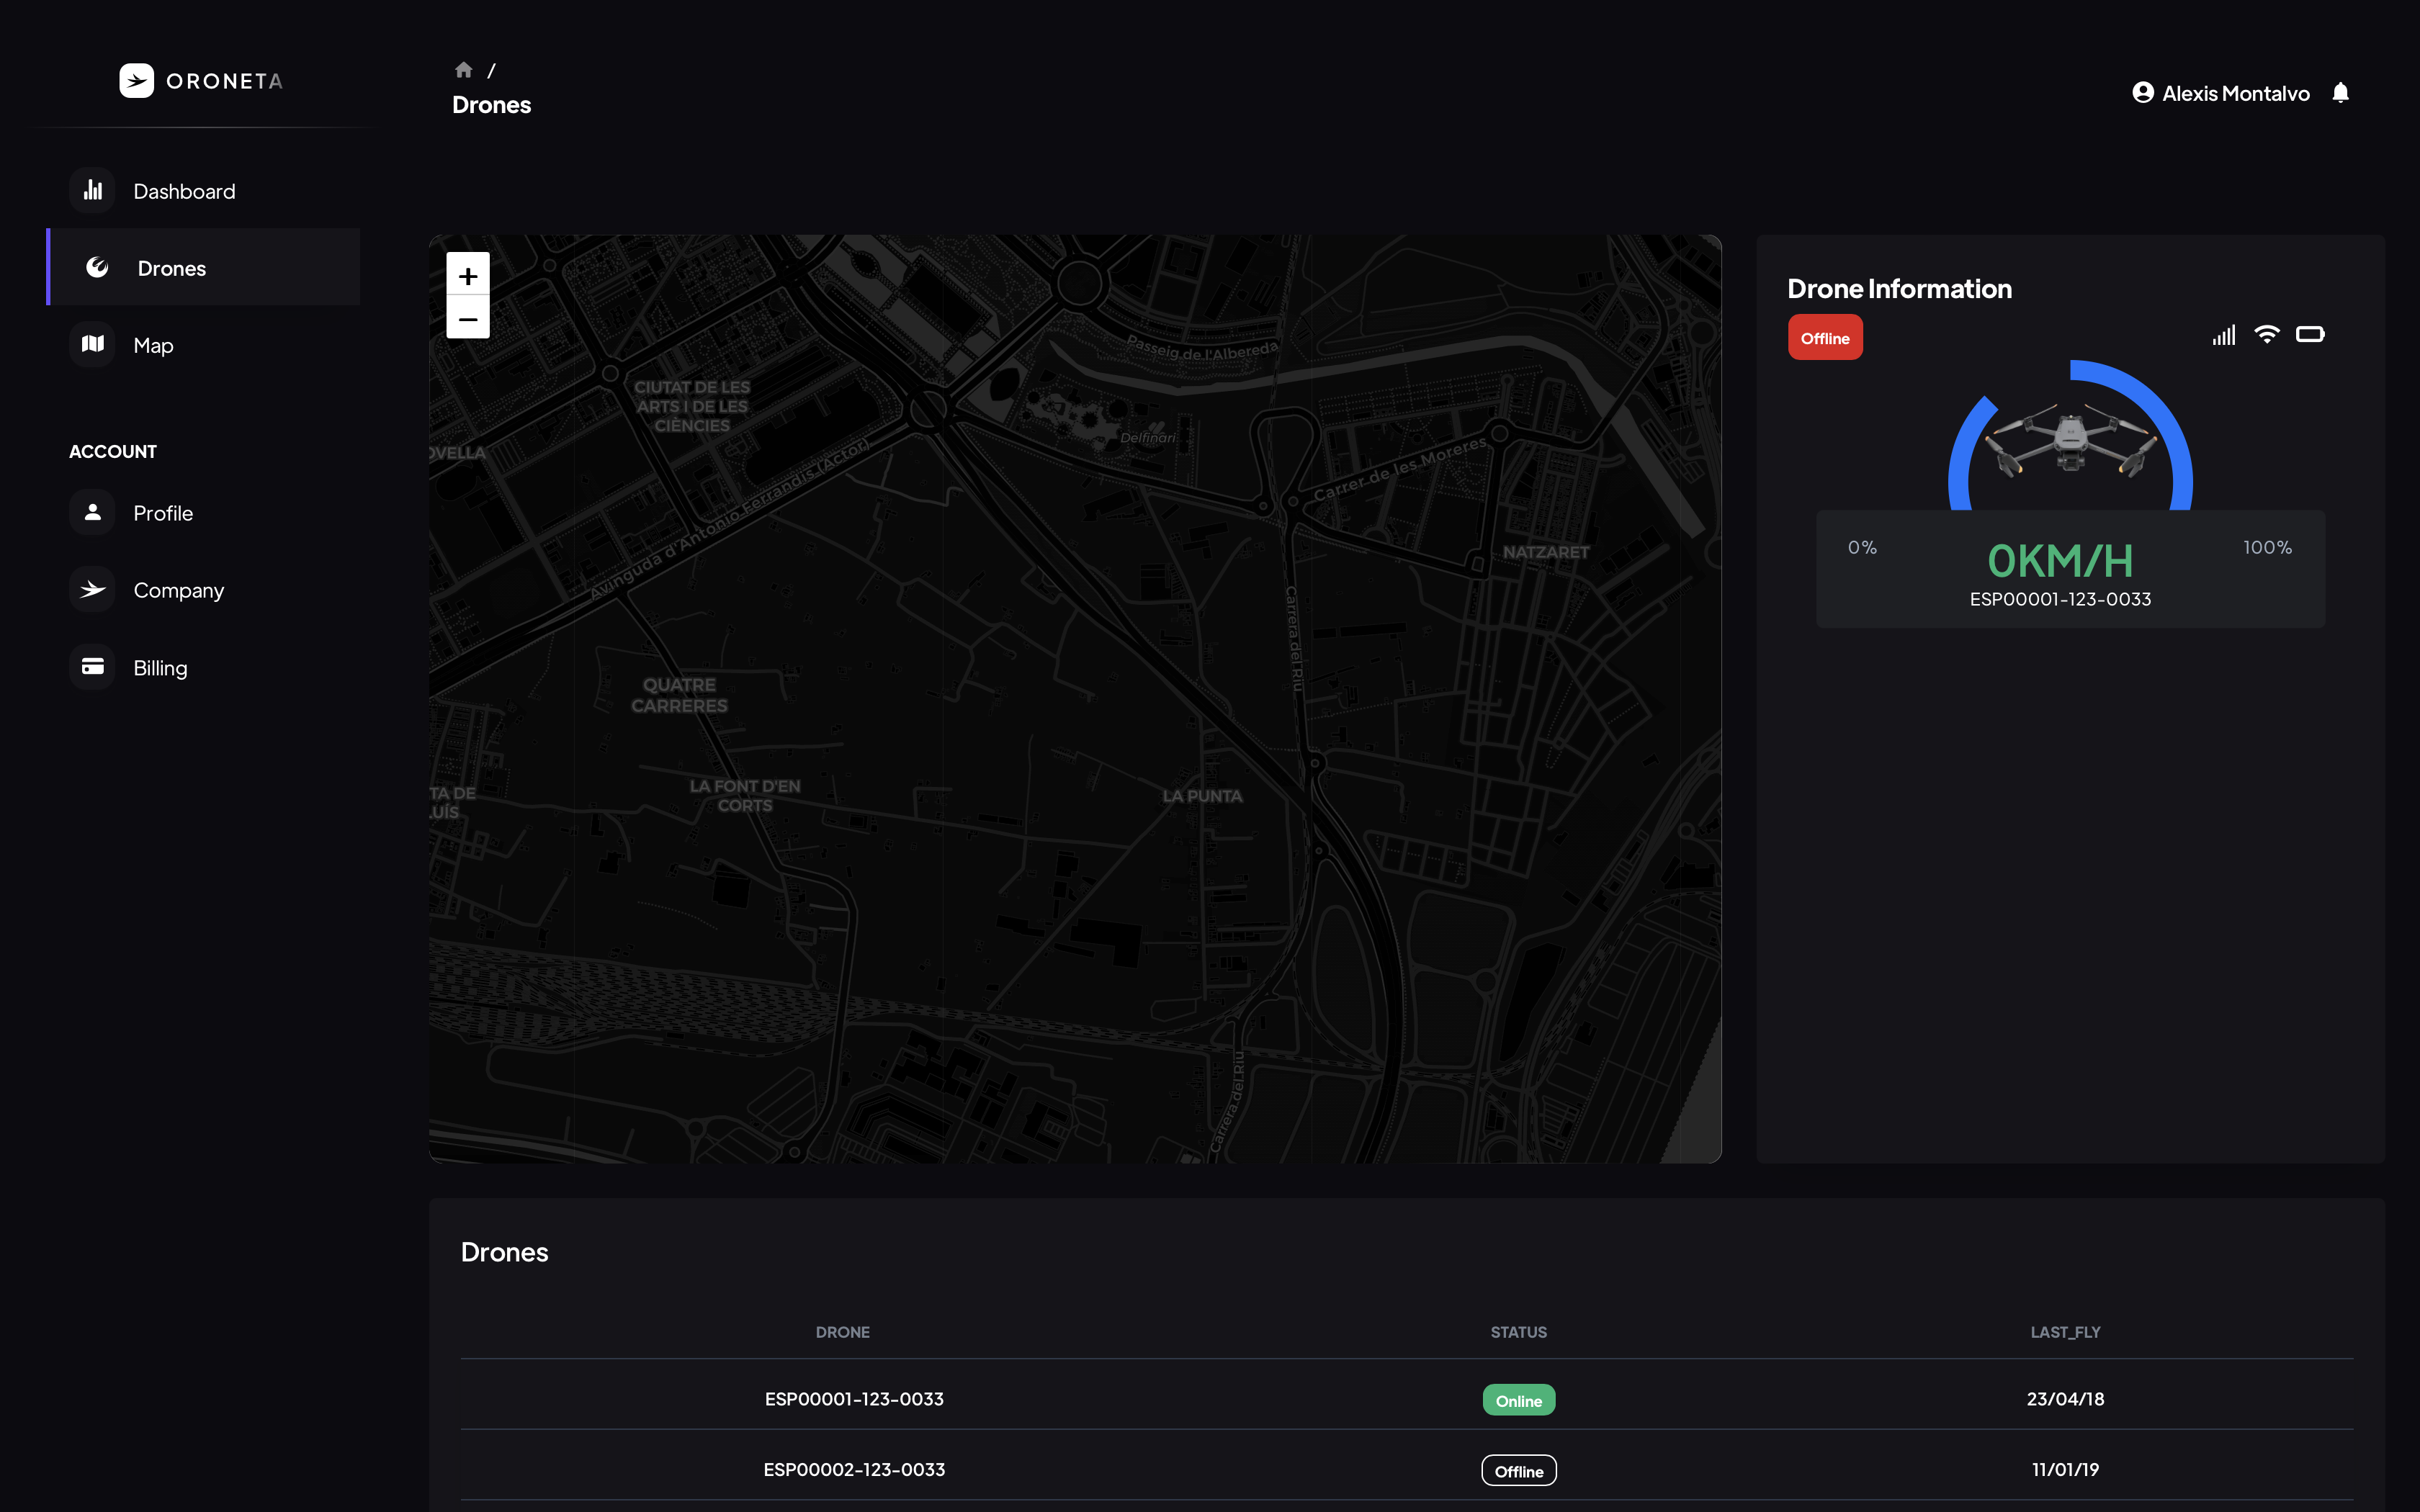 ORONETA
/
Drones
Alexis Montalvo
Dashboard
Drones
Map
ACCOUNT
Profile
Company
Billing
+
−
CIUTAT DE LES
ARTS I DE LES
CIÈNCIES
OVELLA
Passeig de l'Albereda
Delfinari
Avinguda d'Antonio Ferrandis (Actor)
Carrer de les Moreres
NATZARET
Carrera del Riu
QUATRE
CARRERES
LA FONT D'EN
CORTS
TA DE
LUÍS
LA PUNTA
Carrera del Riu
Drone Information
Offline
0%
0KM/H
100%
ESP00001-123-0033
Drones
DRONE STATUS LAST_FLY
ESP00001-123-0033 Online 23/04/18
ESP00002-123-0033 Offline 11/01/19